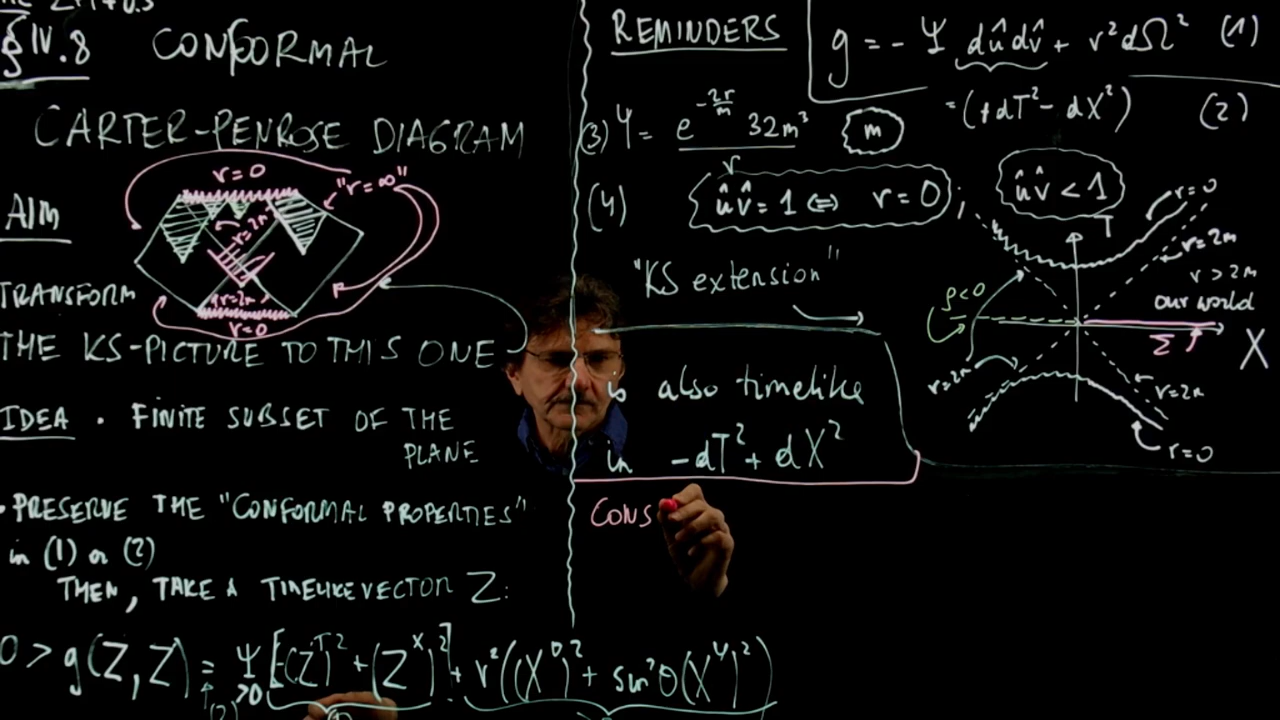 § IV.8 CONFORMAL
CARTER-PENROSE DIAGRAM
r=0
"r=∞"
AIM
r=2m
r=2m
r=0
TRANSFORM
THE KS-PICTURE TO THIS ONE
IDEA • FINITE SUBSET OF THE
PLANE
• PRESERVE THE "CONFORMAL PROPERTIES"
in (1) or (2)
THEN, TAKE A TIMELIKE VECTOR Z:
0 > g(Z,Z) = Ψ [-(Z^T)² + (Z^X)²] + r²((X^θ)² + sin²θ(X^φ)²)
>0
(2)
REMINDERS
g = - Ψ dûdv̂ + r²dΩ² (1)
= (+dT² - dX²) (2)
(3) Ψ = e^{-2r/m} 32m³ / r
m
(4) ûv̂ = 1 ⇔ r = 0 ; ûv̂ < 1
"KS extension"
is also timelike
in -dT² + dX²
CONS
T
r=0
r=2m
r > 2m
our world
ρ<0
Σ
X
r=2m
r=2m
r=0